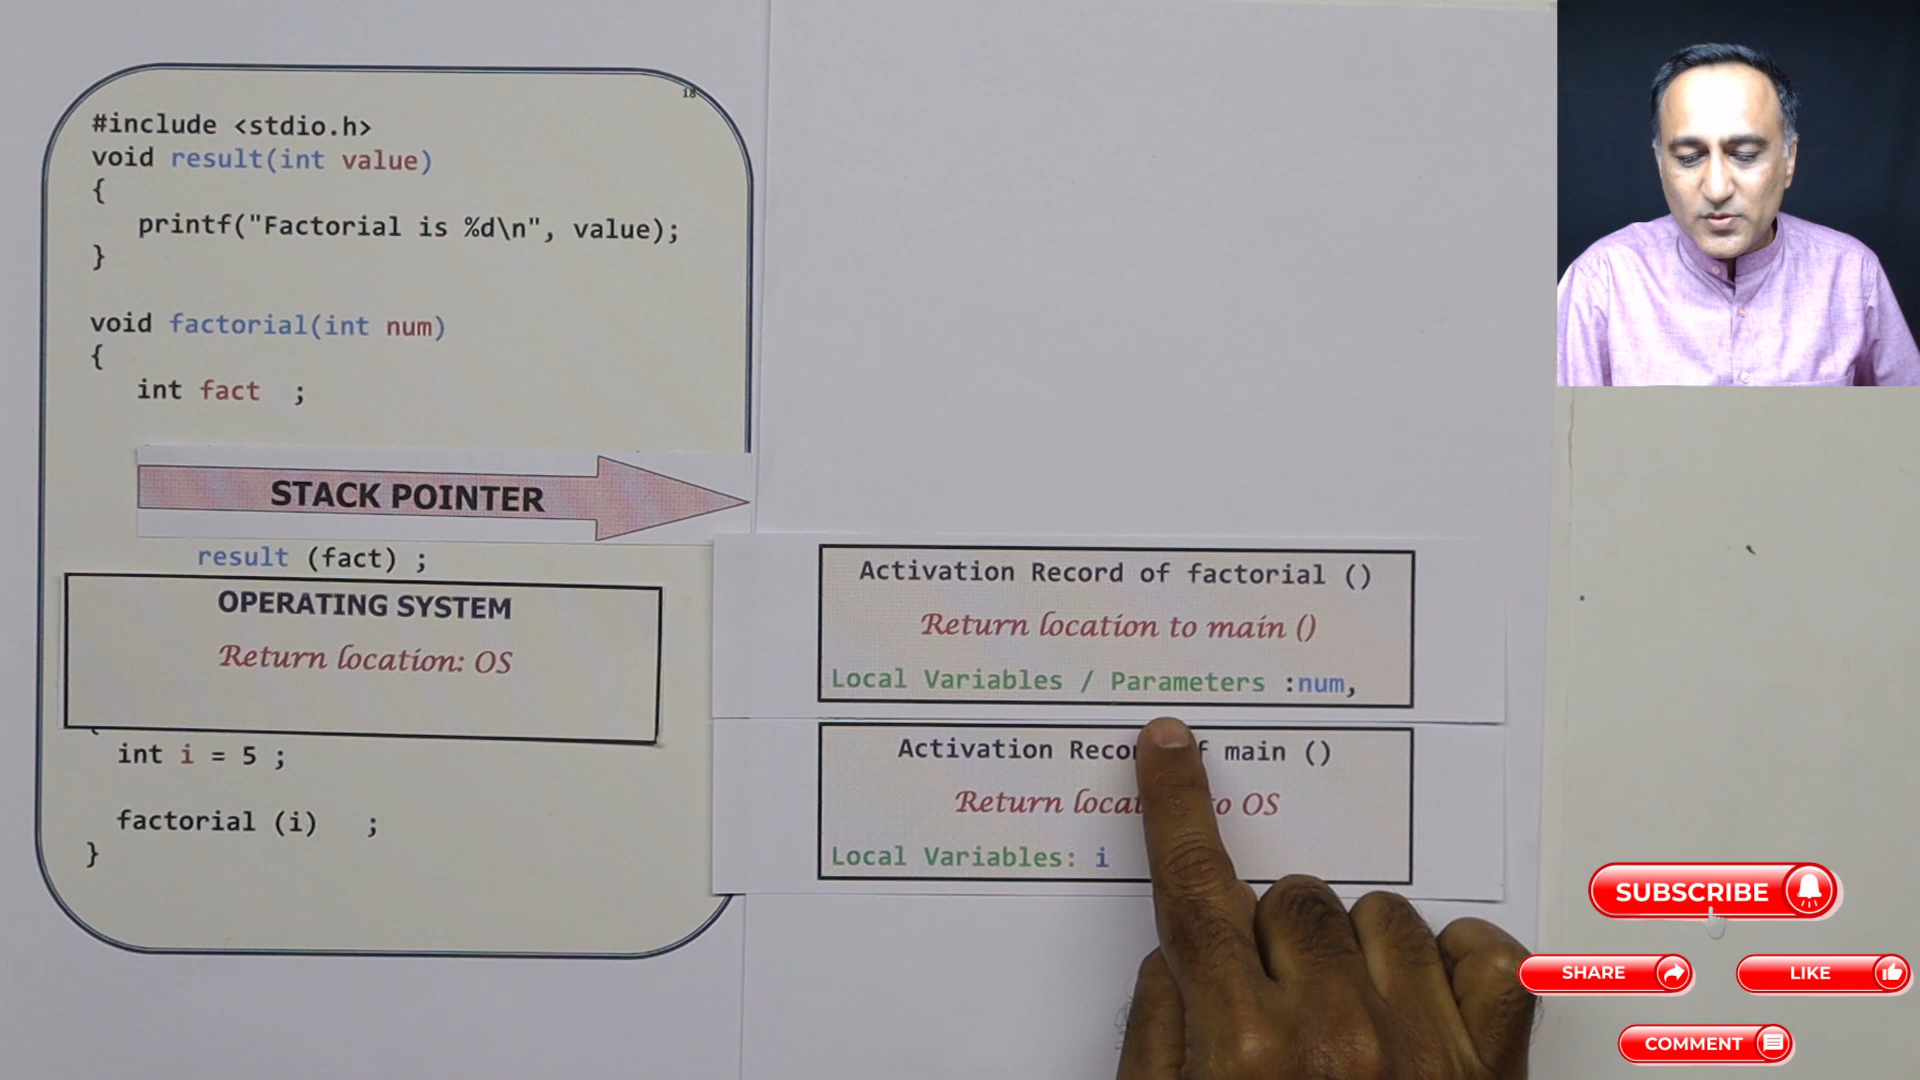 18
#include <stdio.h>
void result(int value)
{
printf("Factorial is %d\n", value);
}
void factorial(int num)
{
int fact ;
STACK POINTER
result (fact) ;
OPERATING SYSTEM
Return location: OS
int i = 5 ;
factorial (i) ;
}
Activation Record of factorial ()
Return location to main ()
Local Variables / Parameters :num,
Activation main ()
Return to OS
Local Variables: i
SUBSCRIBE
SHARE
LIKE
COMMENT